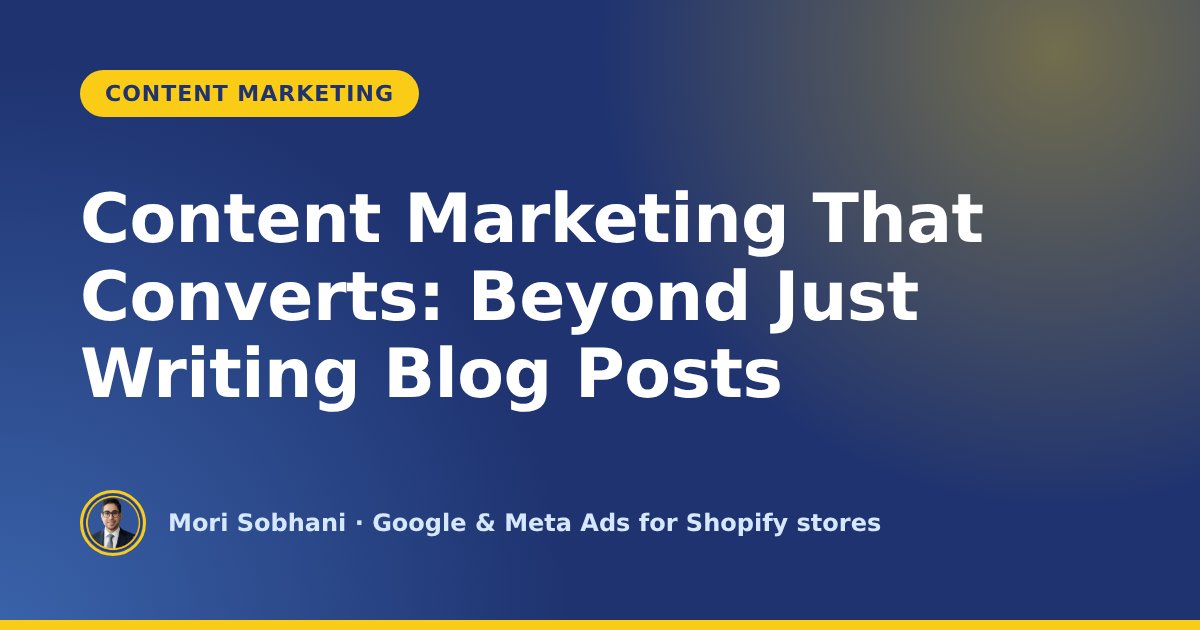 CONTENT MARKETING
Content Marketing That
Converts: Beyond Just
Writing Blog Posts
Mori Sobhani · Google & Meta Ads for Shopify stores